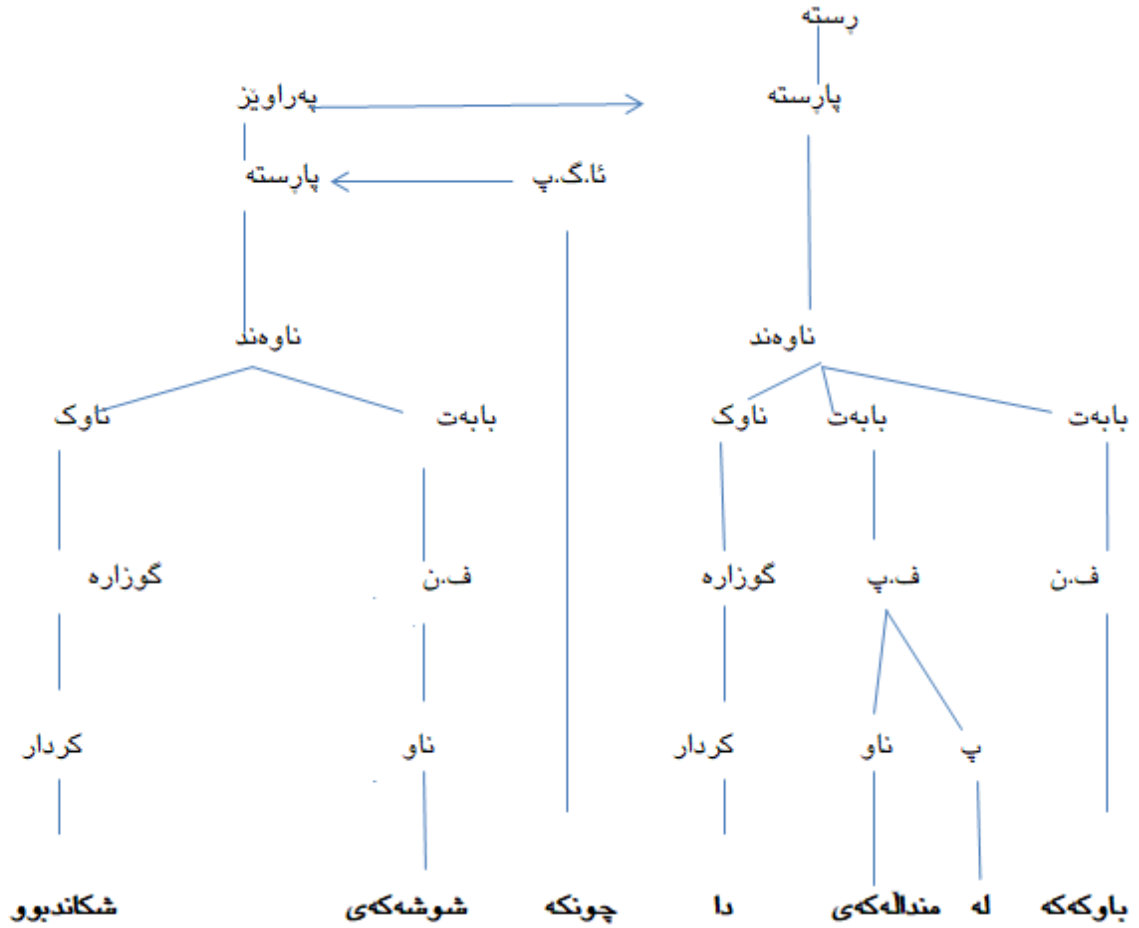 ڕستە
پارستە پەراوێز
ئا.گ.پ پارستە
ناوەند ناوەند
بابەت بابەت ناوک بابەت ناوک
ف.ن ف.پ گوزارە ف.ن گوزارە
پ ناو کردار ناو کردار
باوکەکە لە منداڵەکەی دا چونکە شوشەکەی شکاندبوو